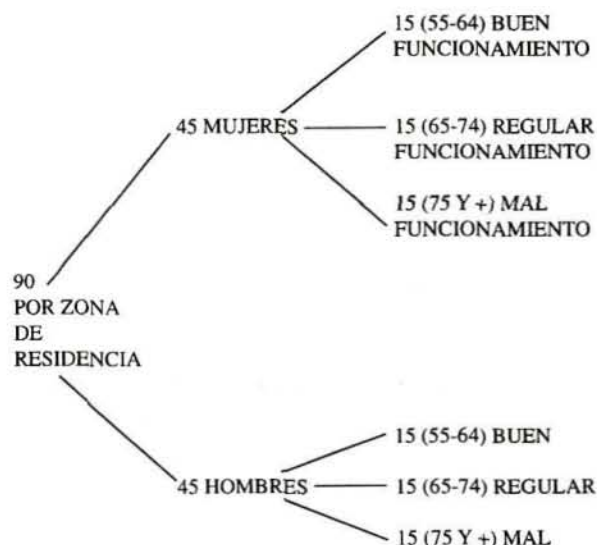 15 (55-64) BUEN
FUNCIONAMIENTO
45 MUJERES
15 (65-74) REGULAR
FUNCIONAMIENTO
15 (75 Y +) MAL
FUNCIONAMIENTO
90
POR ZONA
DE
RESIDENCIA
15 (55-64) BUEN
45 HOMBRES
15 (65-74) REGULAR
15 (75 Y +) MAL